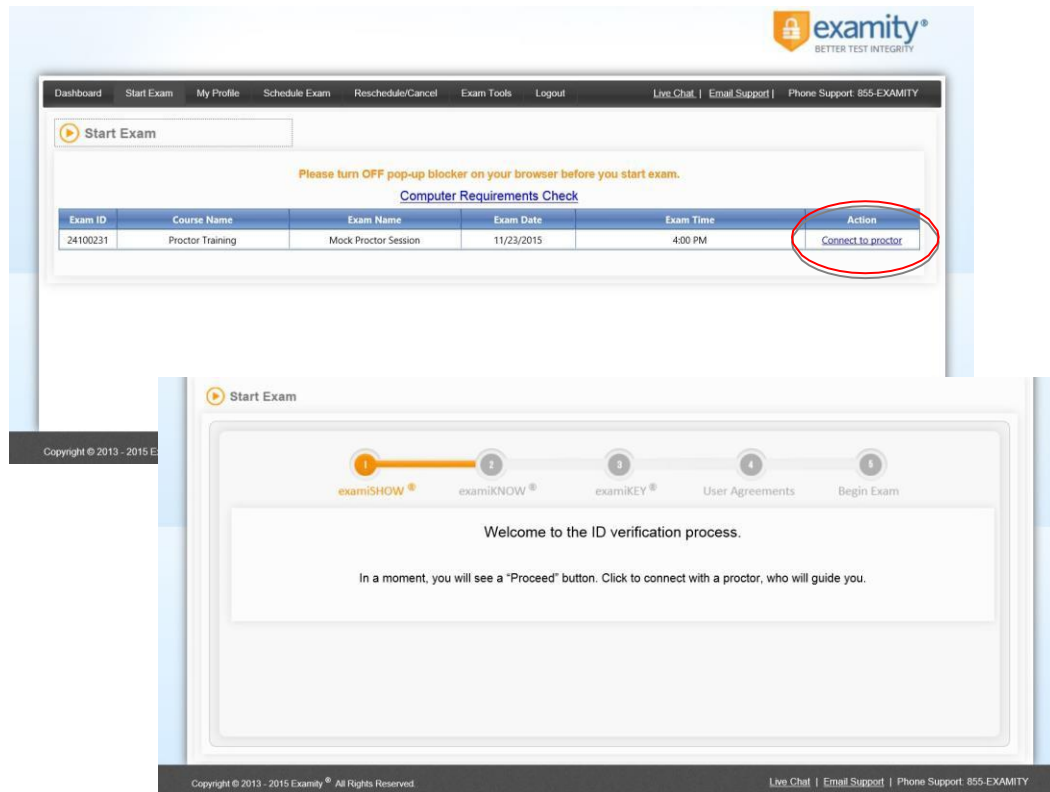 examity®
BETTER TEST INTEGRITY
Dashboard Start Exam My Profile Schedule Exam Reschedule/Cancel Exam Tools Logout Live Chat | Email Support | Phone Support: 855-EXAMITY
Start Exam
Please turn OFF pop-up blocker on your browser before you start exam.
Computer Requirements Check
Exam ID Course Name Exam Name Exam Date Exam Time Action
24100231 Proctor Training Mock Proctor Session 11/23/2015 4:00 PM Connect to proctor
Copyright © 2013 - 2015 E
Start Exam
1 2 3 4 5
examiSHOW ® examiKNOW ® examiKEY ® User Agreements Begin Exam
Welcome to the ID verification process.
In a moment, you will see a “Proceed” button. Click to connect with a proctor, who will guide you.
Copyright © 2013 - 2015 Examity ® All Rights Reserved. Live Chat | Email Support | Phone Support: 855-EXAMITY